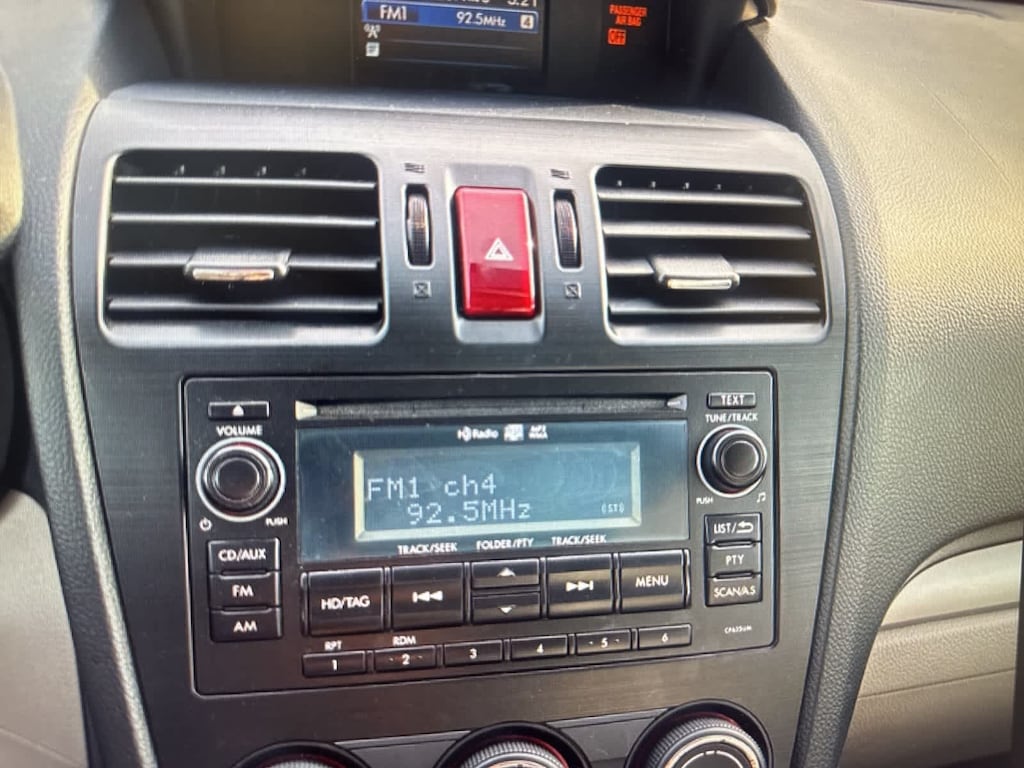 FM1 92.5MHz 4
PASSENGER
AIR BAG
OFF
VOLUME
PUSH
CD/AUX
FM
AM
HD Radio MP3
WMA
FM1 ch4
92.5MHz (ST)
TRACK/SEEK FOLDER/PTY TRACK/SEEK
HD/TAG
MENU
RPT RDM
1 2 3 4 5 6
TEXT
TUNE/TRACK
PUSH
LIST/
PTY
SCAN/AS